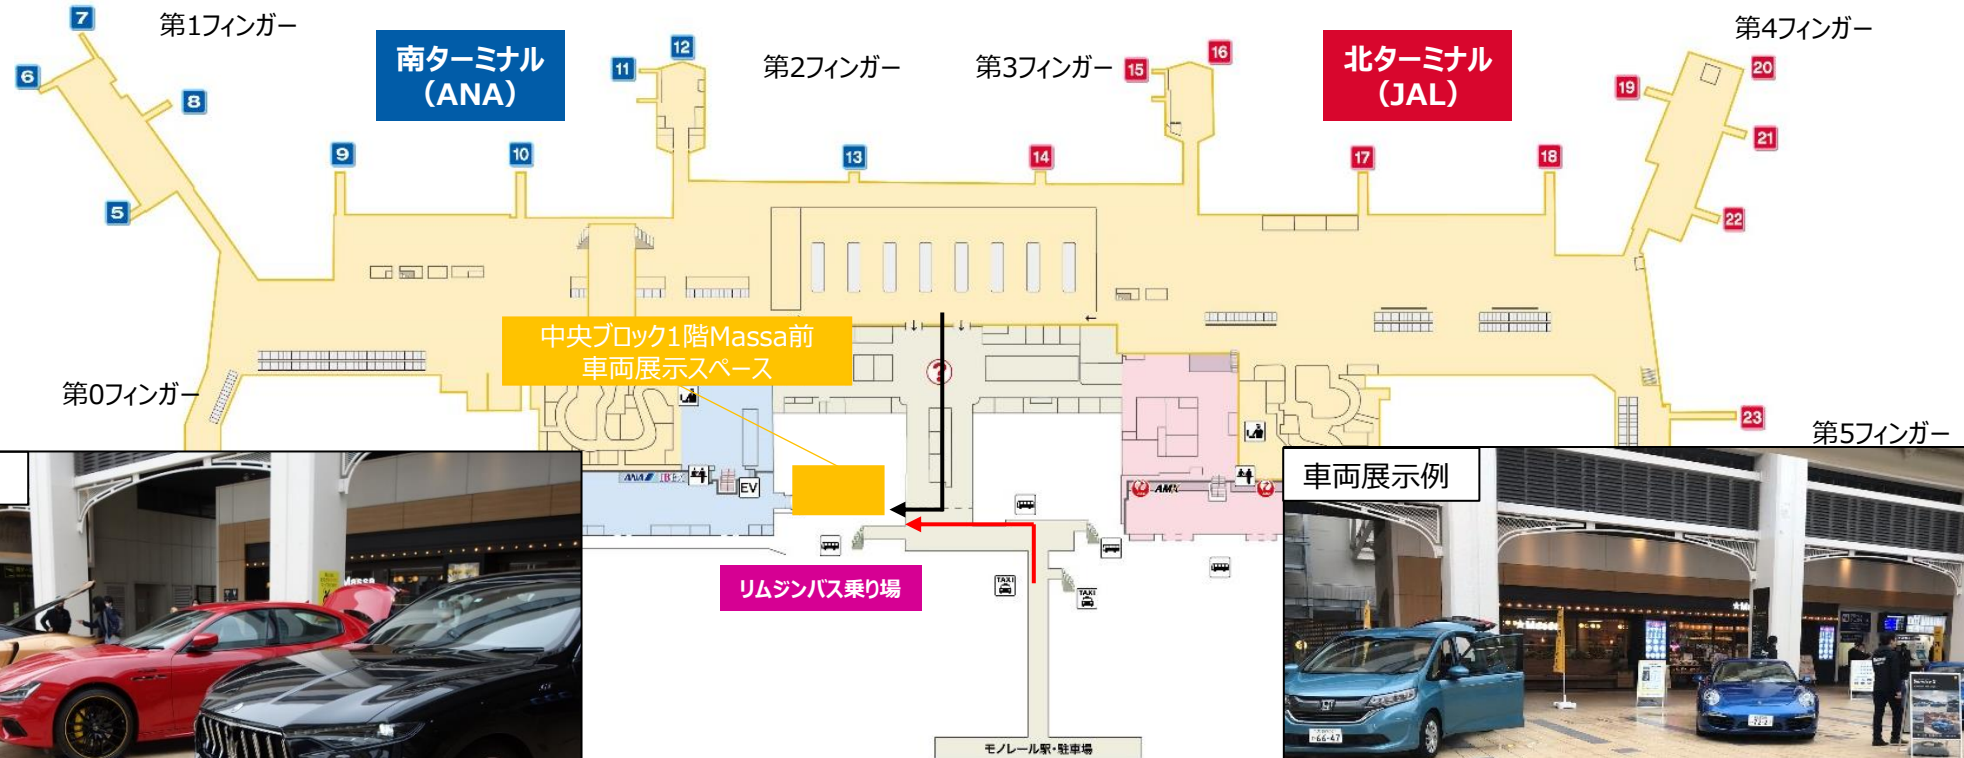 7
第1フィンガー
6
8
南ターミナル
（ANA）
11
12
第2フィンガー
第3フィンガー
15
16
北ターミナル
（JAL）
第4フィンガー
19
20
21
22
9
10
13
14
17
18
5
中央ブロック1階Massa前
車両展示スペース
?
第0フィンガー
23
第5フィンガー
ANA
IBEX
EV
AMX
車両展示例
リムジンバス乗り場
TAXI
TAXI
モノレール駅・駐車場
Massa
66-47